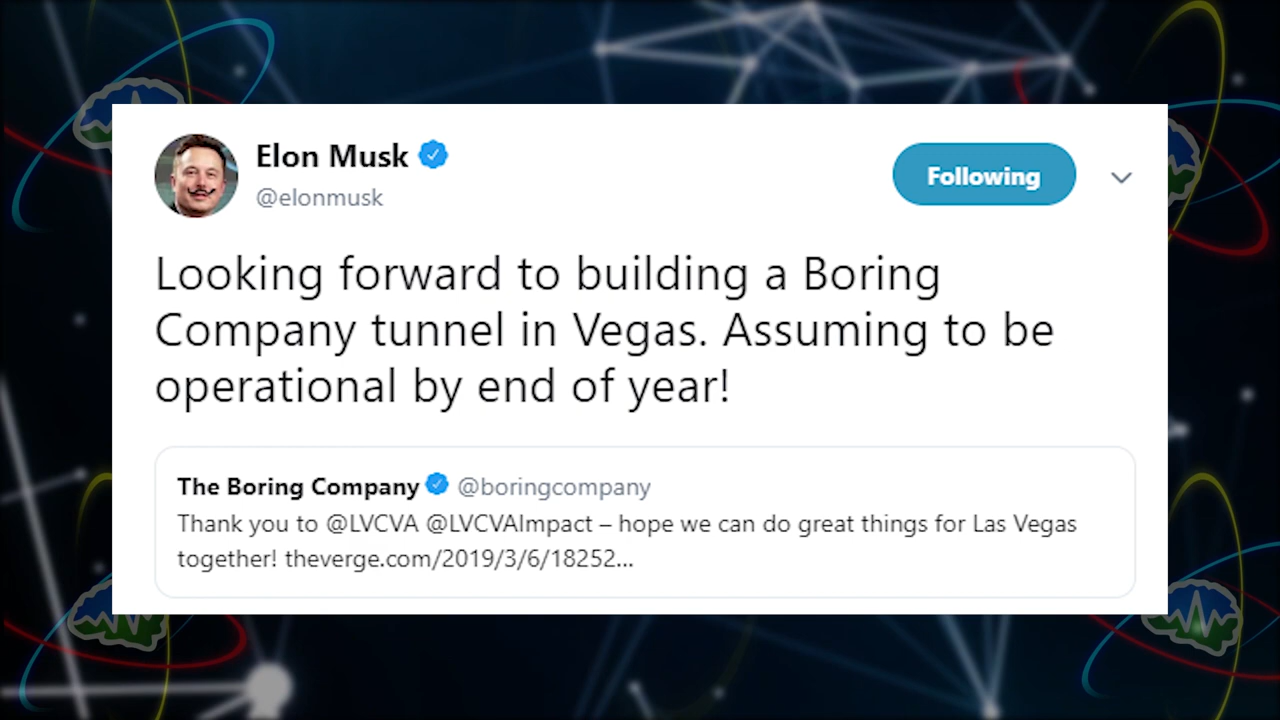 Elon Musk
@elonmusk
Following
Looking forward to building a Boring
Company tunnel in Vegas. Assuming to be
operational by end of year!
The Boring Company @boringcompany
Thank you to @LVCVA @LVCVAImpact – hope we can do great things for Las Vegas
together! theverge.com/2019/3/6/18252...